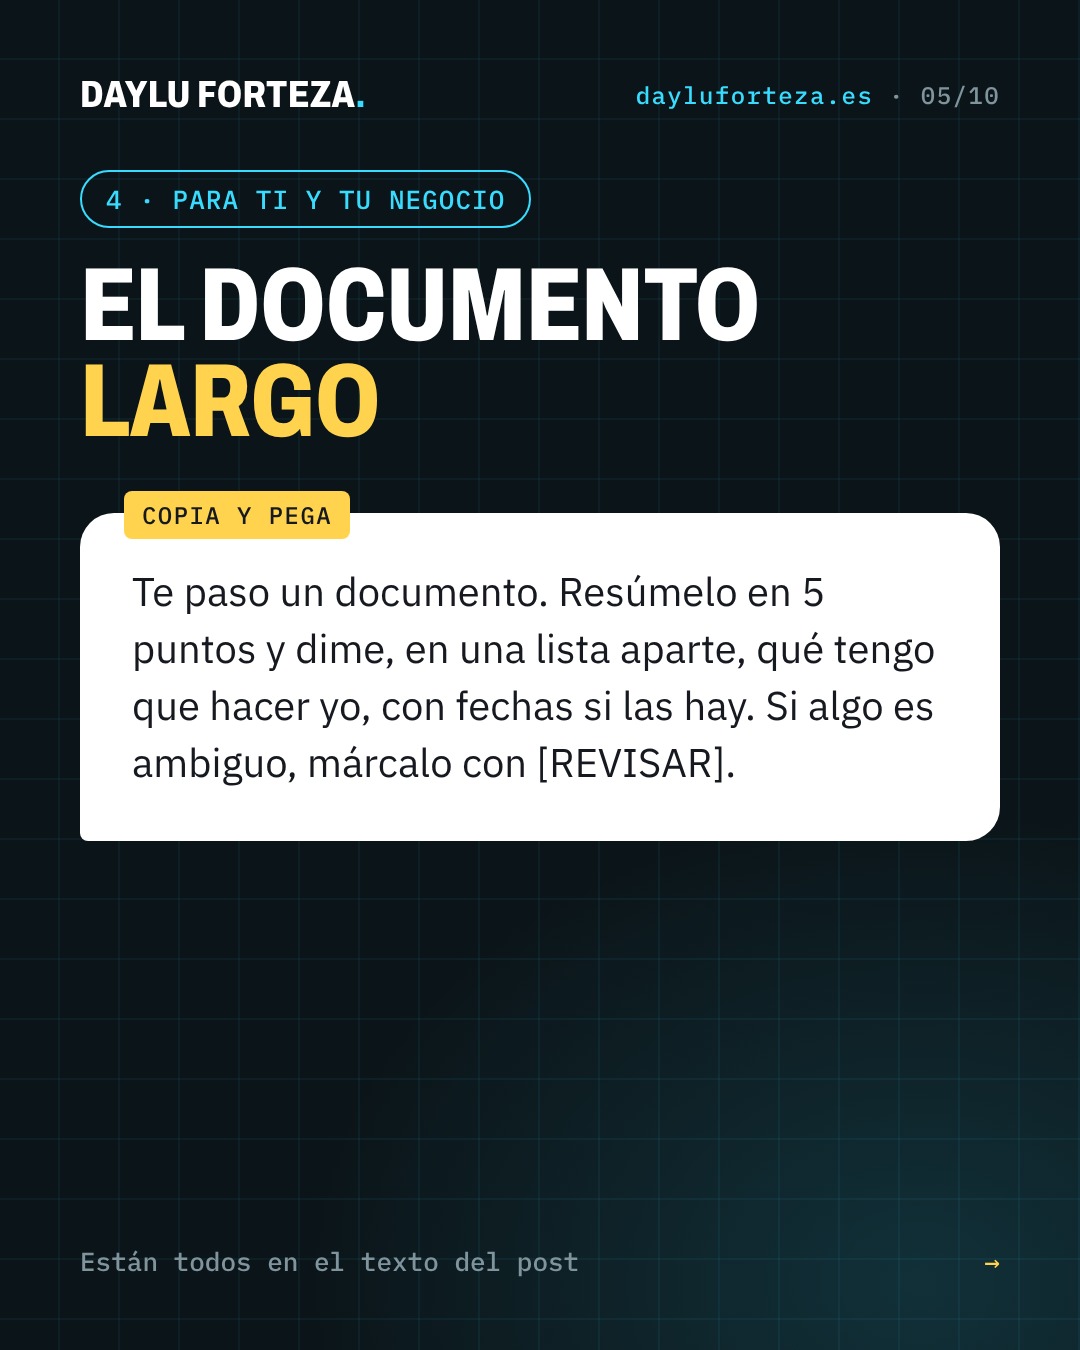 DAYLU FORTEZA.
dayluforteza.es · 05/10
4 · PARA TI Y TU NEGOCIO
EL DOCUMENTO
LARGO
COPIA Y PEGA
Te paso un documento. Resúmelo en 5
puntos y dime, en una lista aparte, qué tengo
que hacer yo, con fechas si las hay. Si algo es
ambiguo, márcalo con [REVISAR].
Están todos en el texto del post →